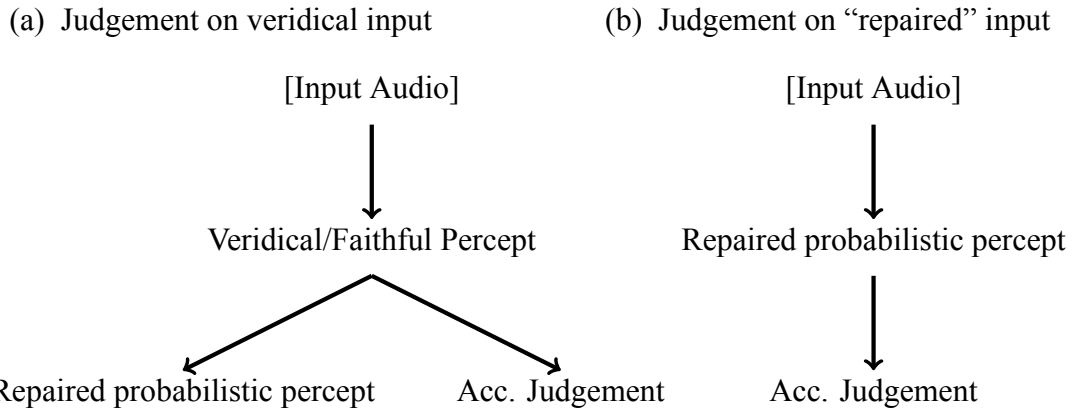 (a) Judgement on veridical input
(b) Judgement on “repaired” input
[Input Audio]
[Input Audio]
Veridical/Faithful Percept
Repaired probabilistic percept
Repaired probabilistic percept
Acc. Judgement
Acc. Judgement